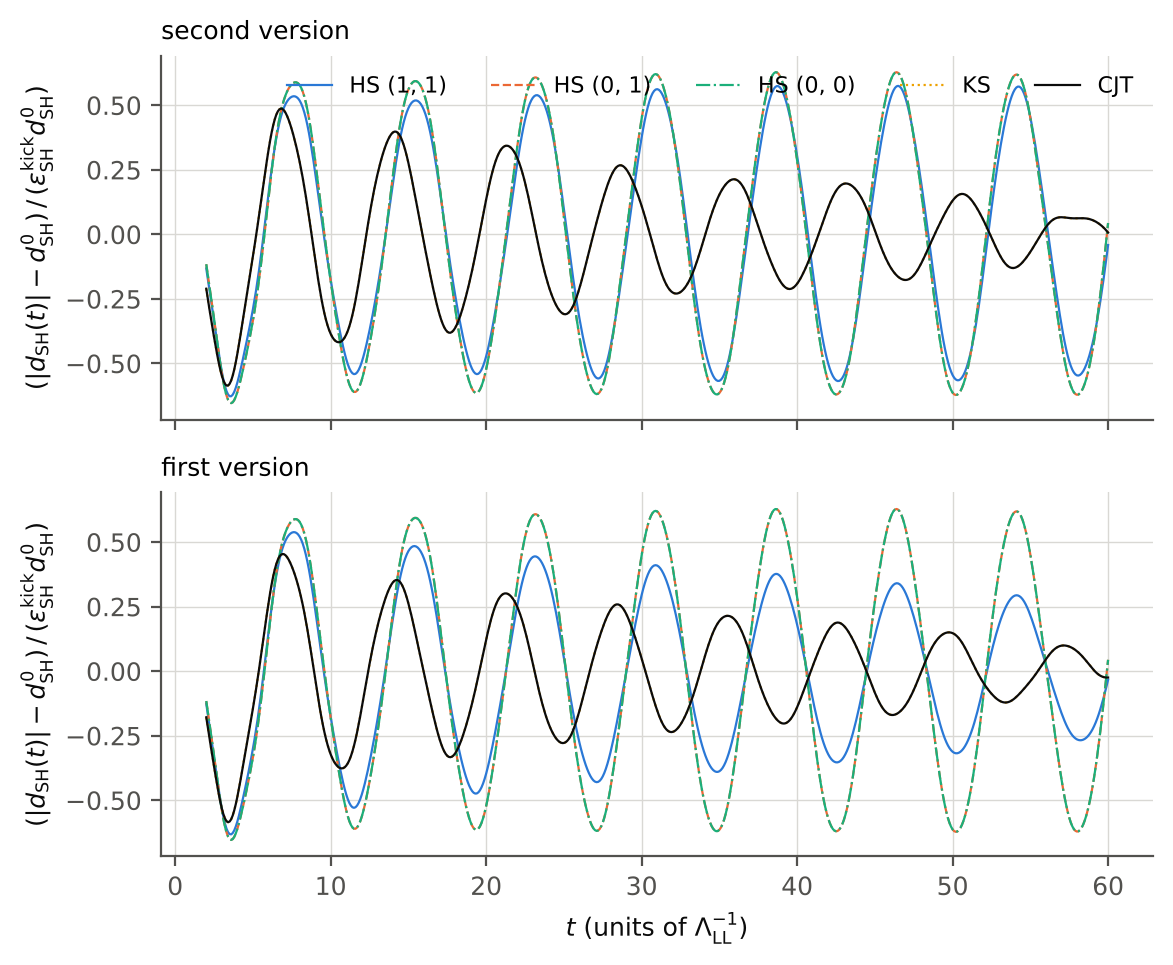 second version
HS (1, 1) HS (0, 1) HS (0, 0) KS CJT
(|d_SH(t)| − d⁰_SH) / (ε^kick_SH d⁰_SH)
0.50
0.25
0.00
−0.25
−0.50
first version
(|d_SH(t)| − d⁰_SH) / (ε^kick_SH d⁰_SH)
0.50
0.25
0.00
−0.25
−0.50
0 10 20 30 40 50 60
t (units of Λ⁻¹_LL)